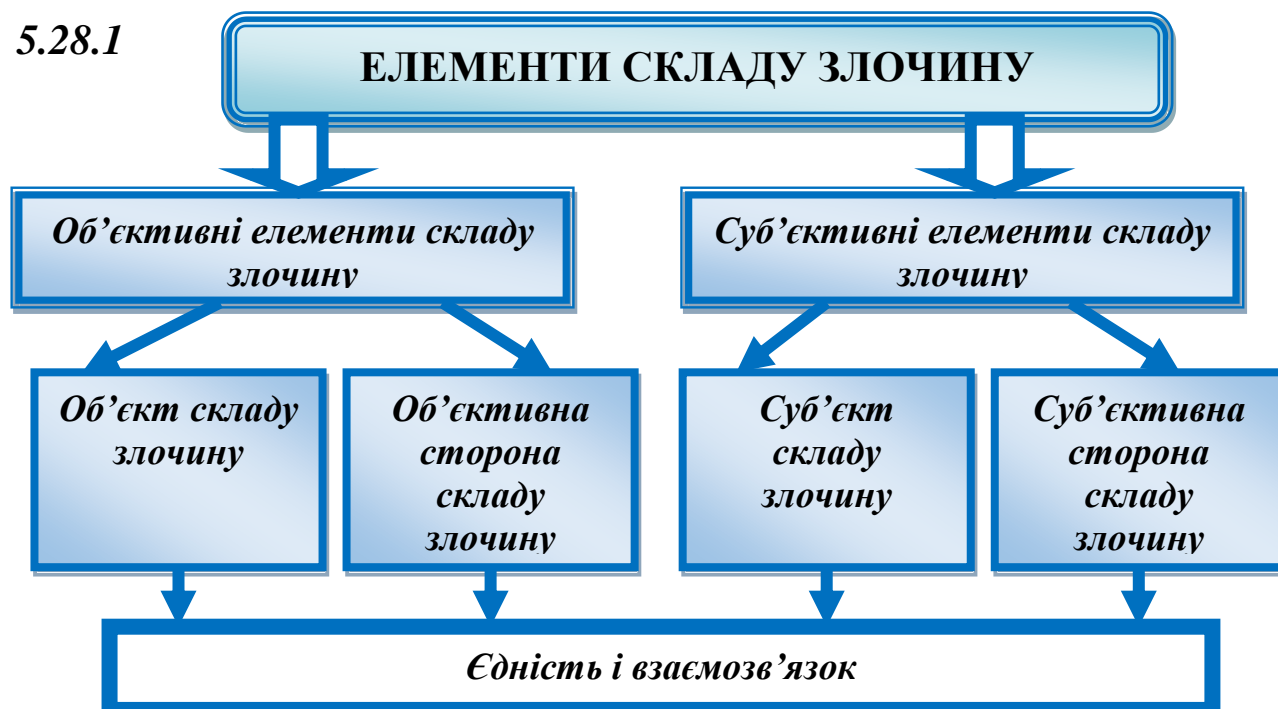 5.28.1
ЕЛЕМЕНТИ СКЛАДУ ЗЛОЧИНУ
Об’єктивні елементи складу
злочину
Суб’єктивні елементи складу
злочину
Об’єкт складу
злочину
Об’єктивна
сторона
складу
злочину
Суб’єкт
складу
злочину
Суб’єктивна
сторона
складу
злочину
Єдність і взаємозв’язок